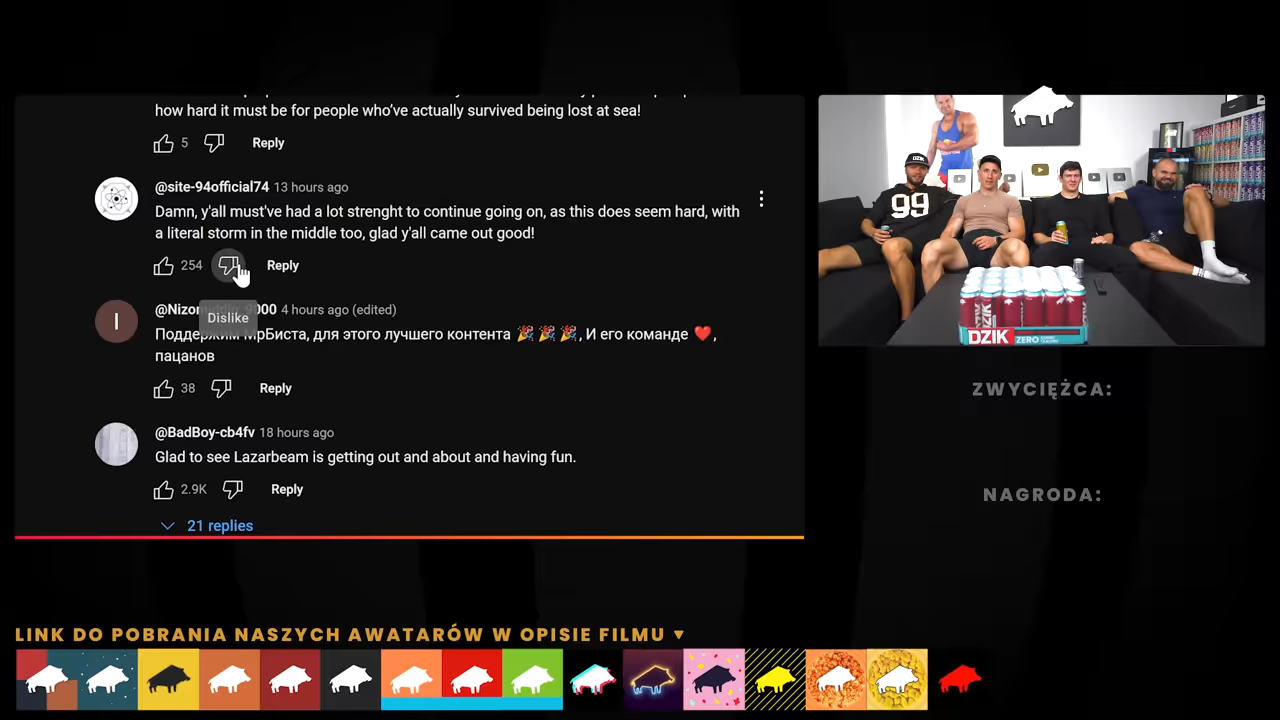 how hard it must be for people who've actually survived being lost at sea!
5 Reply
@site-94official74 13 hours ago
Damn, y'all must've had a lot strenght to continue going on, as this does seem hard, with
a literal storm in the middle too, glad y'all came out good!
254 Reply
4 hours ago (edited)
Dislike
Поддержим МрБиста, для этого лучшего контента 🎉 🎉 🎉, И его команде ❤️,
пацанов
38 Reply
@BadBoy-cb4fv 18 hours ago
Glad to see Lazarbeam is getting out and about and having fun.
2.9K Reply
21 replies
I
DZIK
99
DZIK ZERO
ZWYCIĘŻCA:
NAGRODA:
LINK DO POBRANIA NASZYCH AWATARÓW W OPISIE FILMU ▼